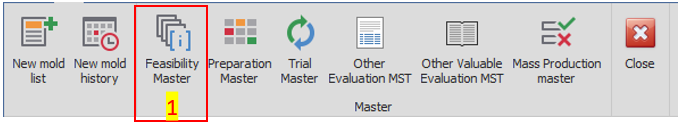 New mold list
New mold history
Feasibility Master
Preparation Master
Trial Master
Other Evaluation MST
Other Valuable Evaluation MST
Mass Production master
Close
1
Master